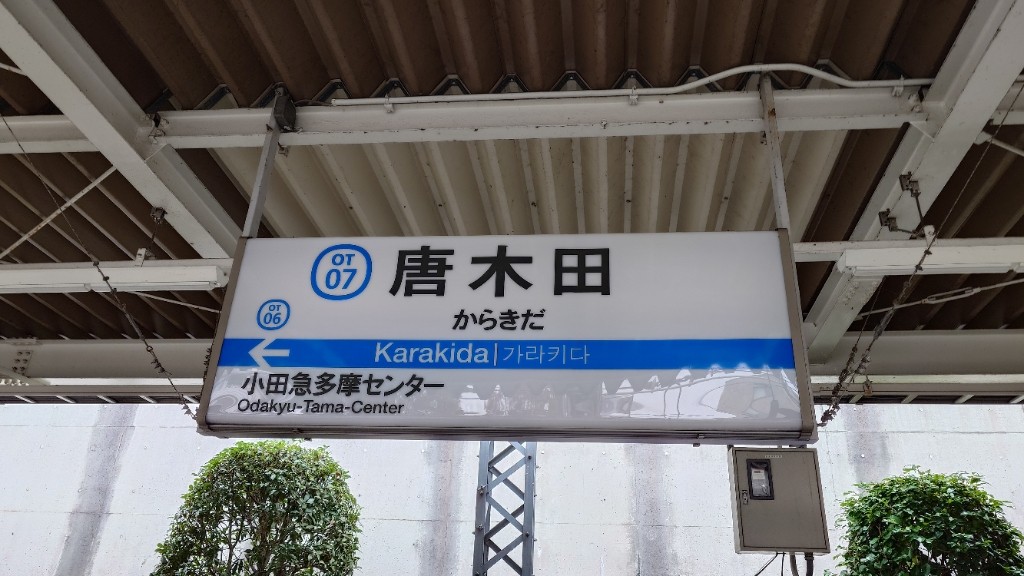 OT
07
唐木田
からきだ
OT
06
Karakida|가라키다
小田急多摩センター
Odakyu-Tama-Center